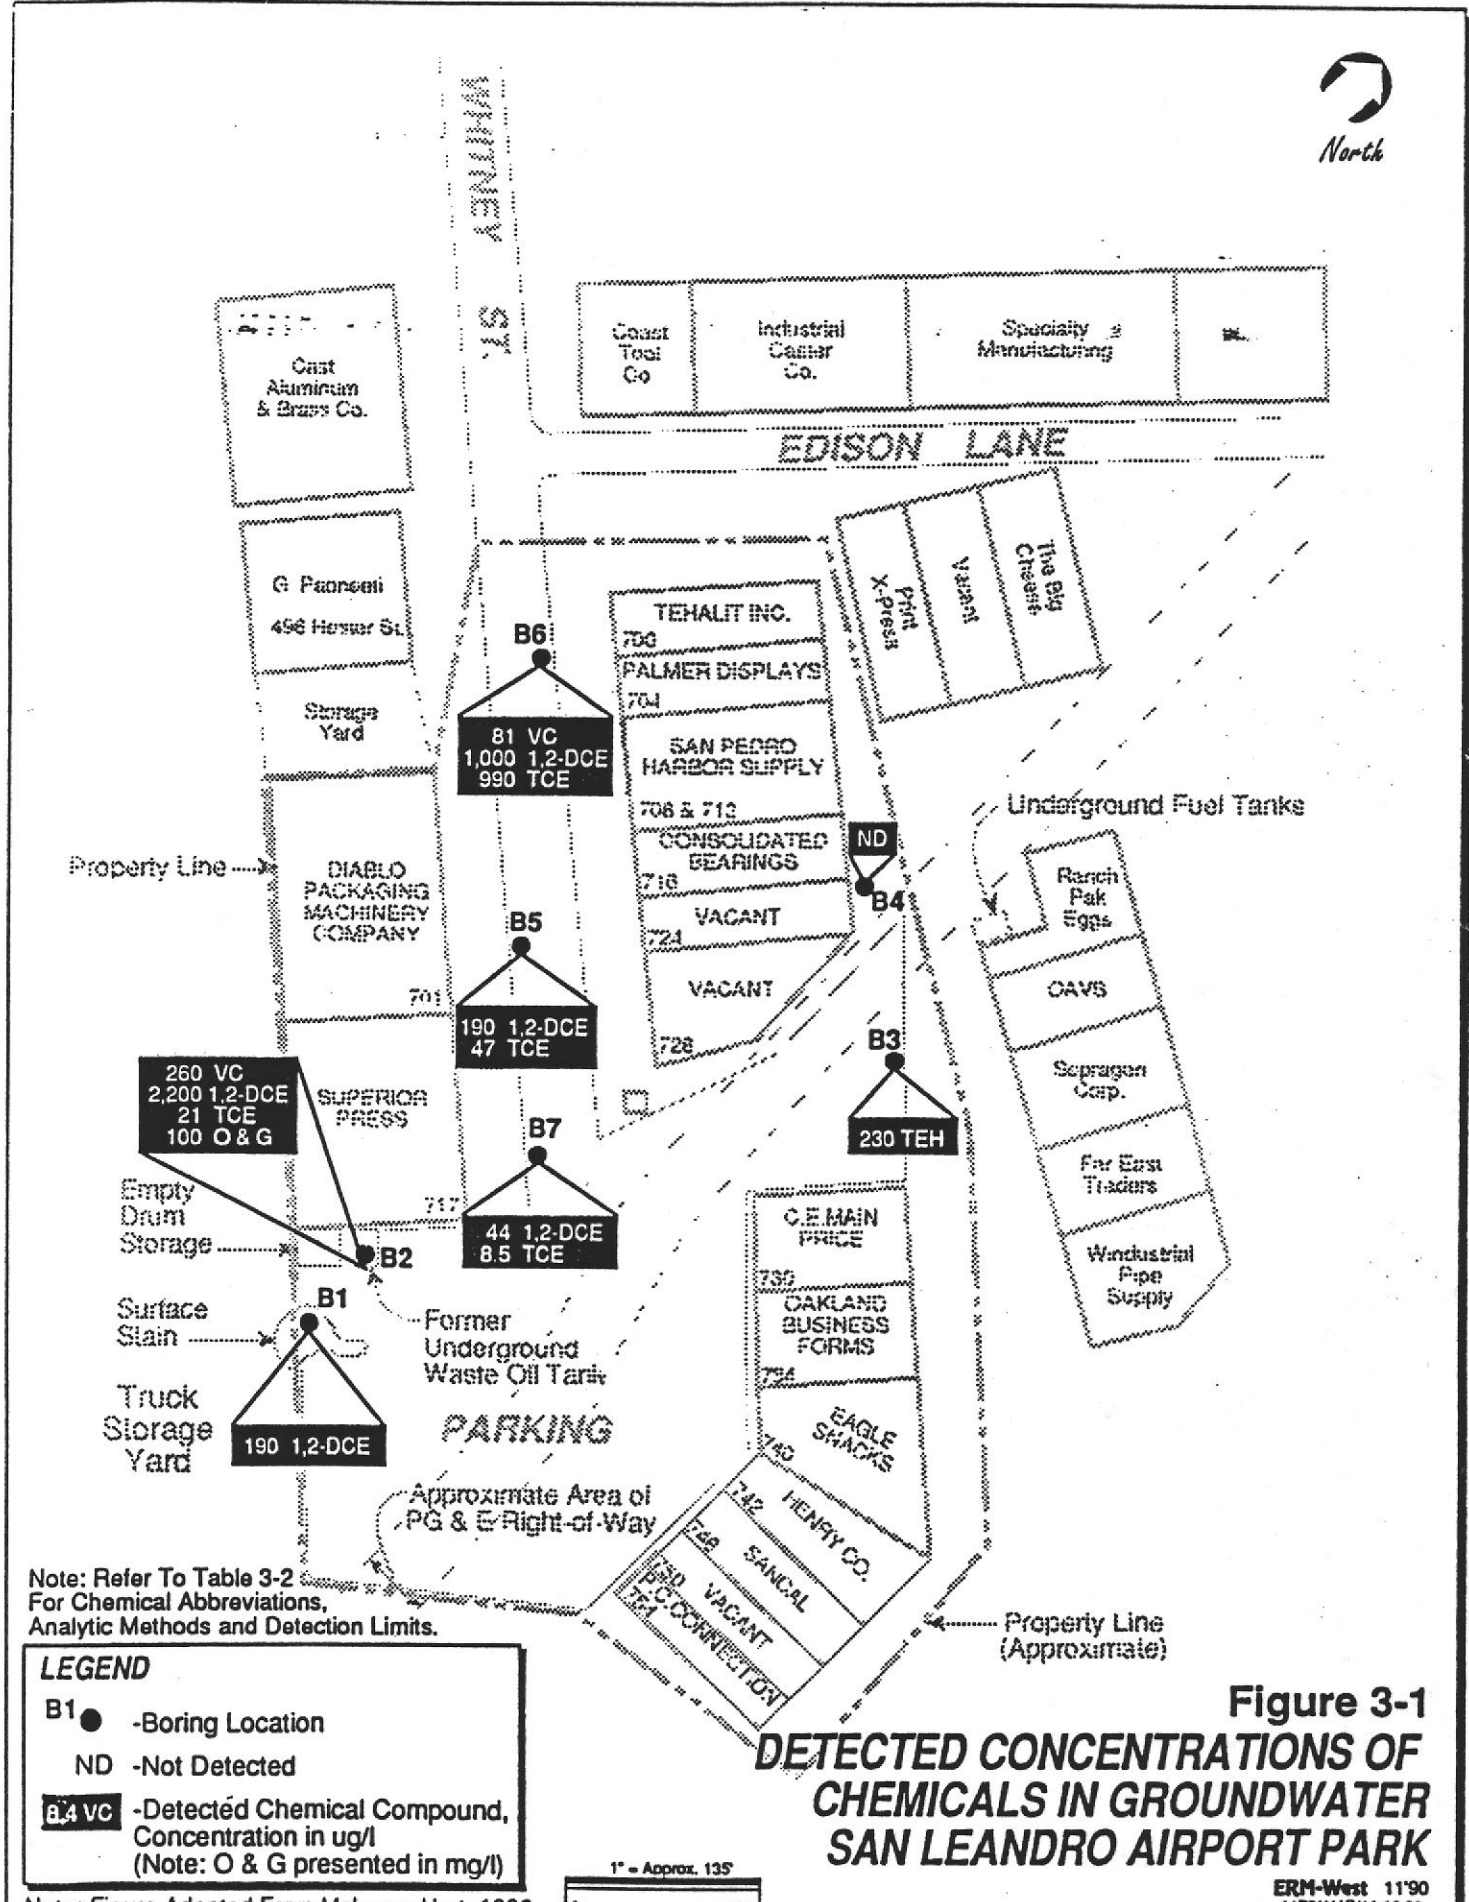 North
WHITNEY ST.
Cast
Aluminum
& Brass Co.
Coast
Tool
Co
Industrial
Caster
Co.
Specialty
Manufacturing
EDISON LANE
G
496 Hester St.
Storage
Yard
Print
X-Press
Vacant
The Big
Cheese
TEHALIT INC.
700
PALMER DISPLAYS
704
SAN PEDRO
HARBOR SUPPLY
708 & 712
CONSOLIDATED
BEARINGS
716
VACANT
724
VACANT
728
B6
81 VC
1,000 1,2-DCE
990 TCE
ND
B4
Underground Fuel Tanks
Property Line
DIABLO
PACKAGING
MACHINERY
COMPANY
701
B5
190 1,2-DCE
47 TCE
Ranch
Pak
Eggs
OAVS
Sapragen
Corp.
Far East
Traders
Windustrial
Pipe
Supply
B3
230 TEH
260 VC
2,200 1,2-DCE
21 TCE
100 O & G
SUPERIOR
PRESS
717
B7
44 1,2-DCE
8.5 TCE
Empty
Drum
Storage
B2
Former
Underground
Waste Oil Tank
Surface
Stain
B1
190 1,2-DCE
Truck
Storage
Yard
PARKING
Approximate Area of
PG & E Right-of-Way
C.E.MAIN
PRICE
730
OAKLAND
BUSINESS
FORMS
734
EAGLE
SNACKS
740
HENRY CO.
742
SANCAL
746
VACANT
750
P.C.CONNECTION
754
Property Line
(Approximate)
Note: Refer To Table 3-2
For Chemical Abbreviations,
Analytic Methods and Detection Limits.
LEGEND
B1 -Boring Location
ND -Not Detected
8.4 VC -Detected Chemical Compound,
Concentration in ug/l
(Note: O & G presented in mg/l)
1" = Approx. 135'
Figure 3-1
DETECTED CONCENTRATIONS OF
CHEMICALS IN GROUNDWATER
SAN LEANDRO AIRPORT PARK
ERM-West 11'90